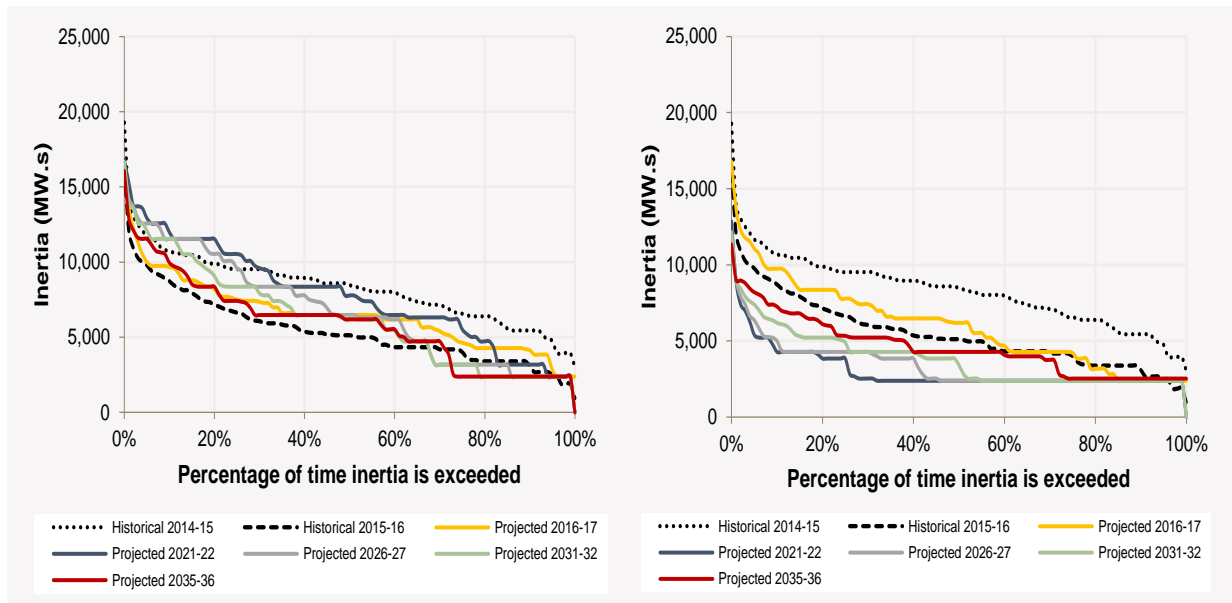 25,000
20,000
15,000
10,000
5,000
0
Inertia (MW.s)
0% 20% 40% 60% 80% 100%
Percentage of time inertia is exceeded
Historical 2014-15 Historical 2015-16 Projected 2016-17
Projected 2021-22 Projected 2026-27 Projected 2031-32
Projected 2035-36
25,000
20,000
15,000
10,000
5,000
0
Inertia (MW.s)
0% 20% 40% 60% 80% 100%
Percentage of time inertia is exceeded
Historical 2014-15 Historical 2015-16 Projected 2016-17
Projected 2021-22 Projected 2026-27 Projected 2031-32
Projected 2035-36